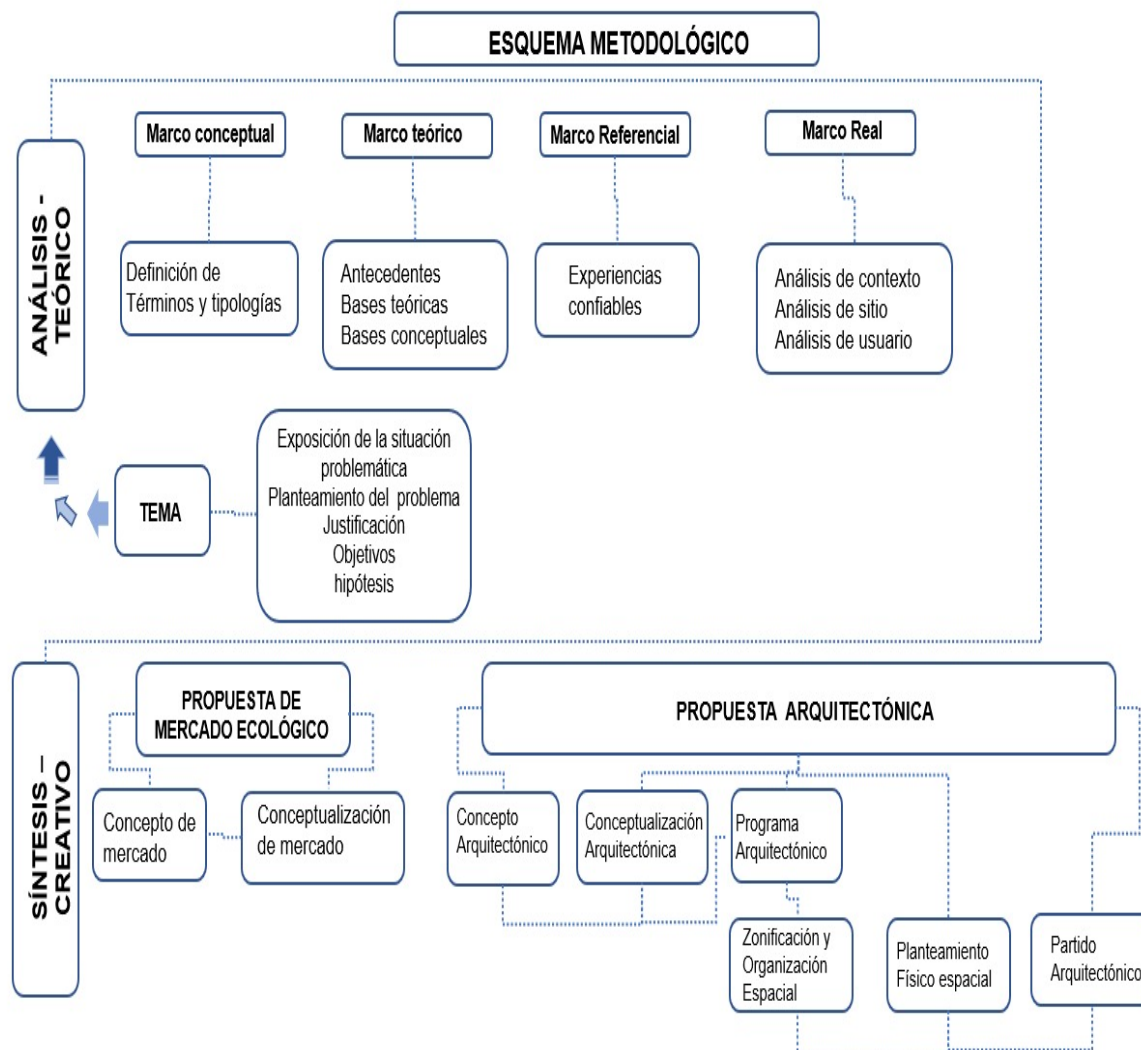 ESQUEMA METODOLÓGICO
ANÁLISIS -
TEÓRICO
Marco conceptual
Marco teórico
Marco Referencial
Marco Real
Definición de
Términos y tipologías
Antecedentes
Bases teóricas
Bases conceptuales
Experiencias
confiables
Análisis de contexto
Análisis de sitio
Análisis de usuario
TEMA
Exposición de la situación
problemática
Planteamiento del problema
Justificación
Objetivos
hipótesis
SÍNTESIS –
CREATIVO
PROPUESTA DE
MERCADO ECOLÓGICO
Concepto de
mercado
Conceptualización
de mercado
PROPUESTA ARQUITECTÓNICA
Concepto
Arquitectónico
Conceptualización
Arquitectónica
Programa
Arquitectónico
Zonificación y
Organización
Espacial
Planteamiento
Físico espacial
Partido
Arquitectónico